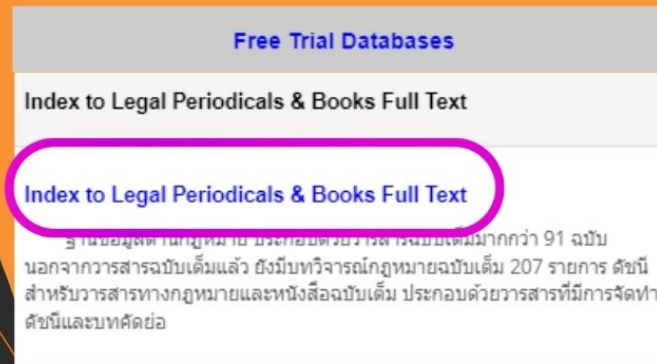 Free Trial Databases
Index to Legal Periodicals & Books Full Text
Index to Legal Periodicals & Books Full Text
ฐานข้อมูลด้านกฎหมาย ประกอบด้วยวารสารฉบับเต็มมากกว่า 91 ฉบับ
นอกจากวารสารฉบับเต็มแล้ว ยังมีบทวิจารณ์กฎหมายฉบับเต็ม 207 รายการ ดัชนี
สำหรับวารสารทางกฎหมายและหนังสือฉบับเต็ม ประกอบด้วยวารสารที่มีการจัดทำ
ดัชนีและบทคัดย่อ